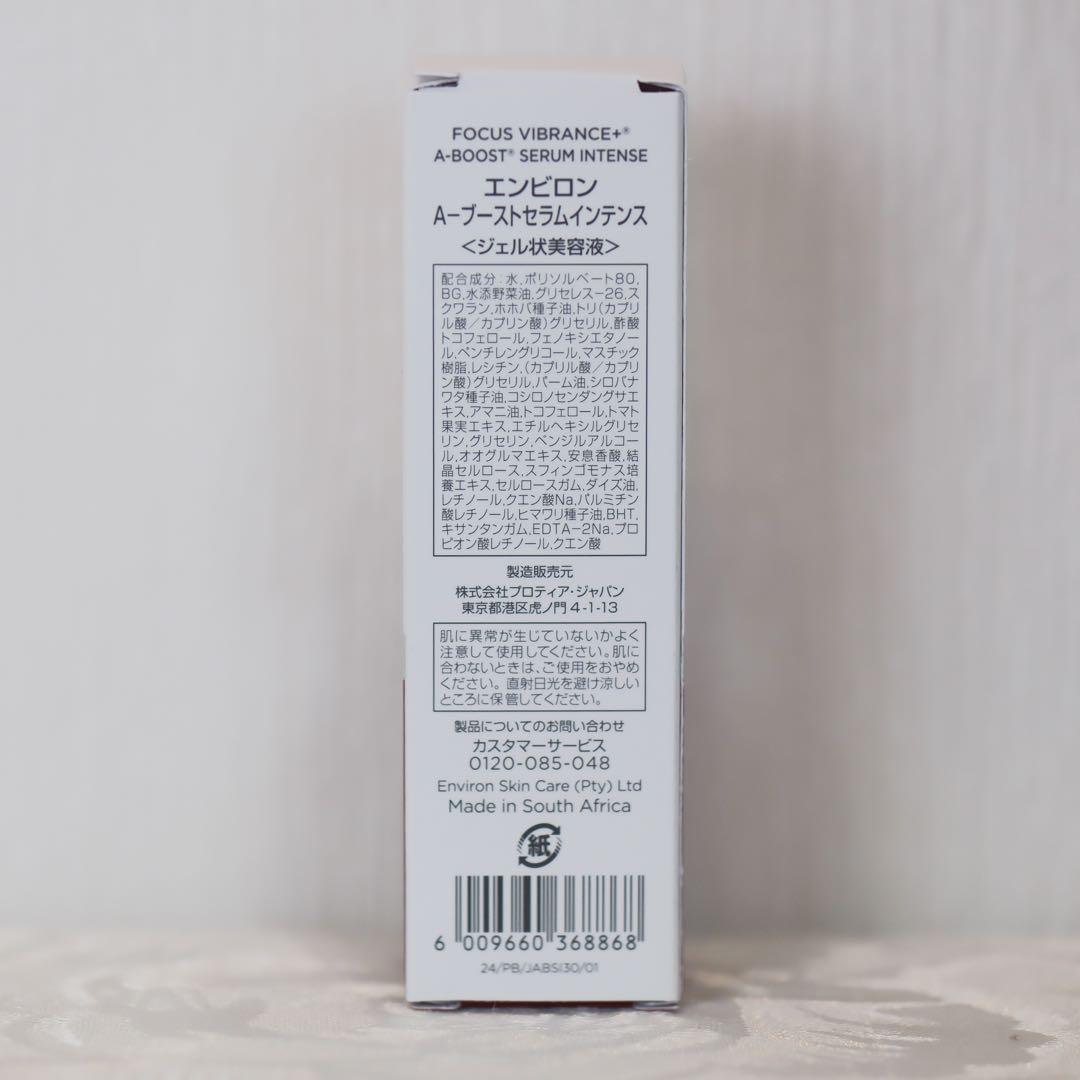 FOCUS VIBRANCE+®
A-BOOST® SERUM INTENSE
エンビロン
A－ブーストセラムインテンス
＜ジェル状美容液＞
配合成分：水,ポリソルベート80,
BG,水添野菜油,グリセレス－26,ス
クワラン,ホホバ種子油,トリ(カプリ
ル酸／カプリン酸)グリセリル,酢酸
トコフェロール,フェノキシエタノー
ル,ペンチレングリコール,マスチック
樹脂,レシチン,(カプリル酸／カプリ
ン酸)グリセリル,パーム油,シロバナ
ワタ種子油,コシロノセンダングサエ
キス,アマニ油,トコフェロール,トマト
果実エキス,エチルヘキシルグリセ
リン,グリセリン,ベンジルアルコー
ル,オオグルマエキス,安息香酸,結
晶セルロース,スフィンゴモナス培
養エキス,セルロースガム,ダイズ油,
レチノール,クエン酸Na,パルミチン
酸レチノール,ヒマワリ種子油,BHT,
キサンタンガム,EDTA－2Na,プロ
ピオン酸レチノール,クエン酸
製造販売元
株式会社プロティア・ジャパン
東京都港区虎ノ門4-1-13
肌に異常が生じていないかよく
注意して使用してください。肌に
合わないときは、ご使用をおやめ
ください。直射日光を避け涼しい
ところに保管してください。
製品についてのお問い合わせ
カスタマーサービス
0120-085-048
Environ Skin Care (Pty) Ltd
Made in South Africa
紙
6 009660 368868
24/PB/JABSI30/01